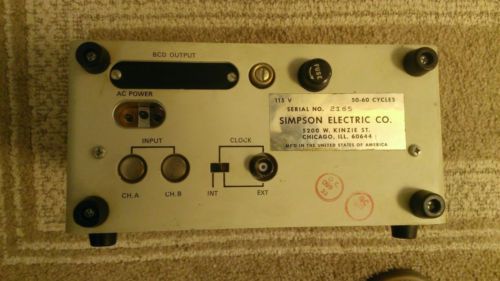 BCD OUTPUT
FUSE
AC POWER
115 V 50-60 CYCLES
SERIAL NO. 2165
SIMPSON ELECTRIC CO.
5200 W. KINZIE ST.
CHICAGO, ILL. 60644
M'F'D IN THE UNITED STATES OF AMERICA
INPUT
CLOCK
CH.A
CH.B
INT
EXT